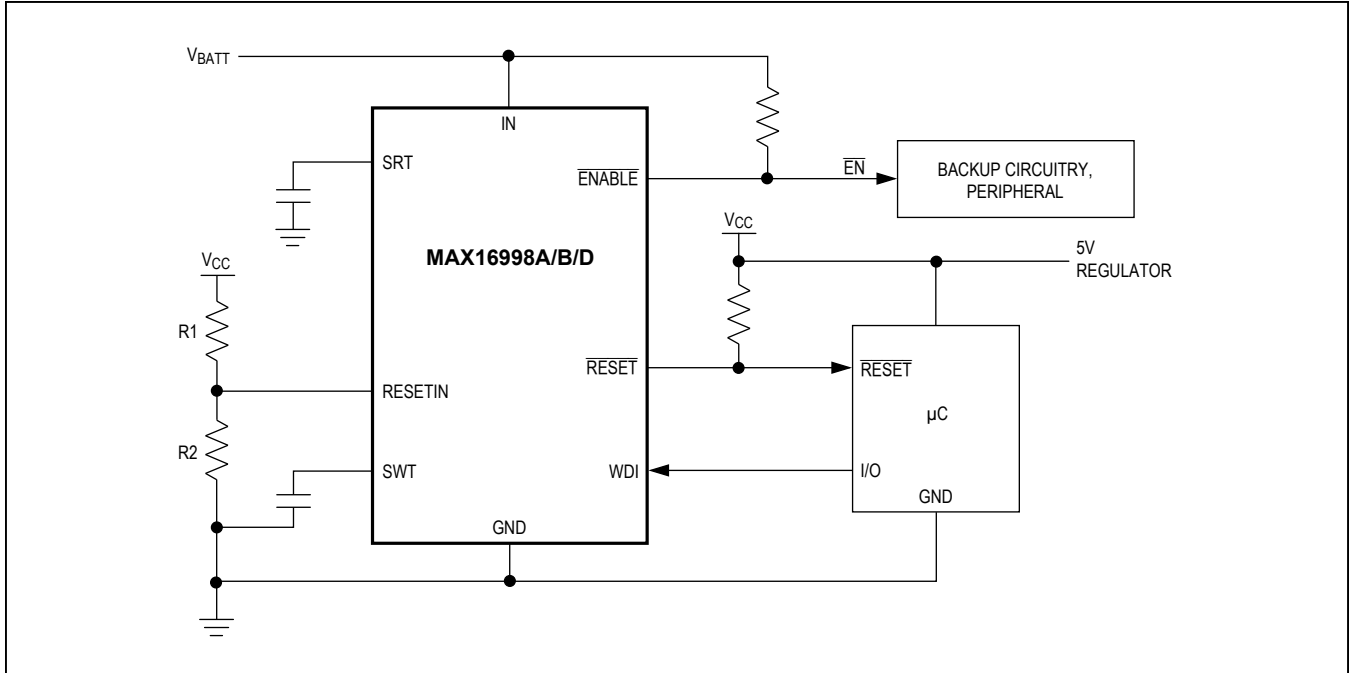 VBATT
IN
SRT
ENABLE
EN
BACKUP CIRCUITRY,
PERIPHERAL
VCC
MAX16998A/B/D
5V
REGULATOR
VCC
R1
RESET
RESET
RESETIN
µC
R2
SWT
WDI
I/O
GND
GND